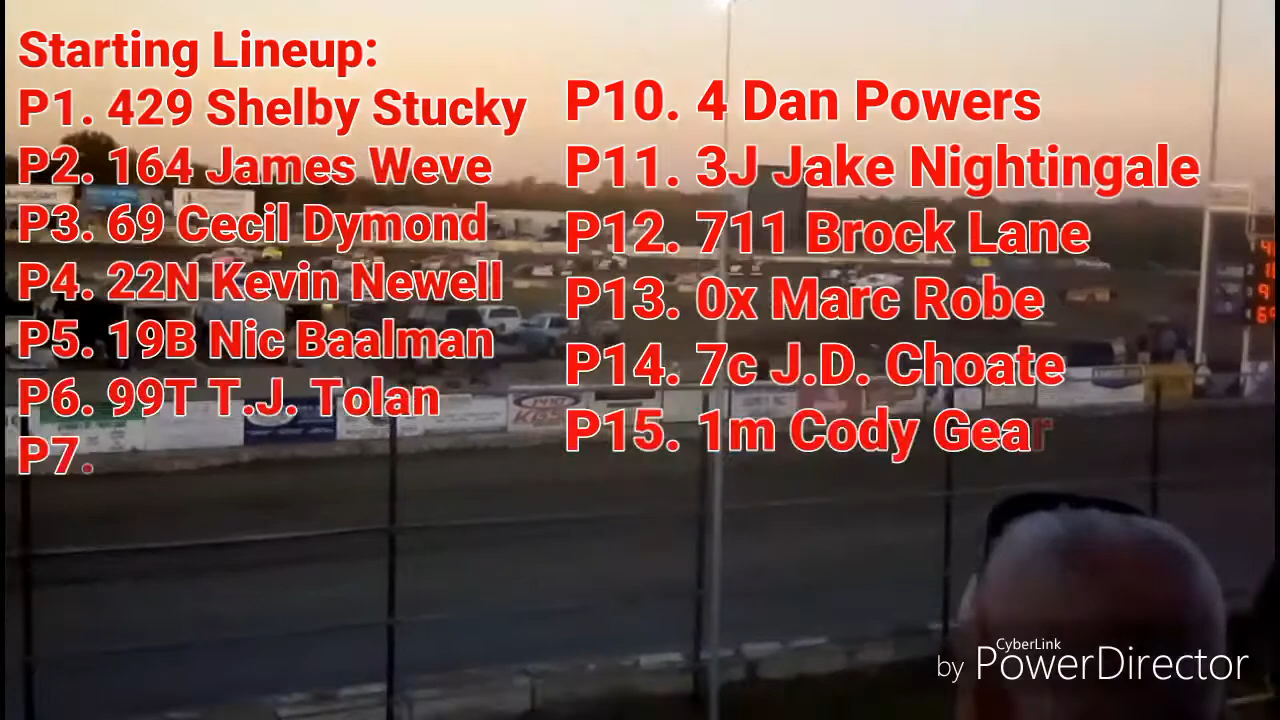 Starting Lineup:
P1. 429 Shelby Stucky
P2. 164 James Weve
P3. 69 Cecil Dymond
P4. 22N Kevin Newell
P5. 19B Nic Baalman
P6. 99T T.J. Tolan
P7.
P10. 4 Dan Powers
P11. 3J Jake Nightingale
P12. 711 Brock Lane
P13. 0x Marc Robe
P14. 7c J.D. Choate
P15. 1m Cody Gear
CyberLink
by PowerDirector